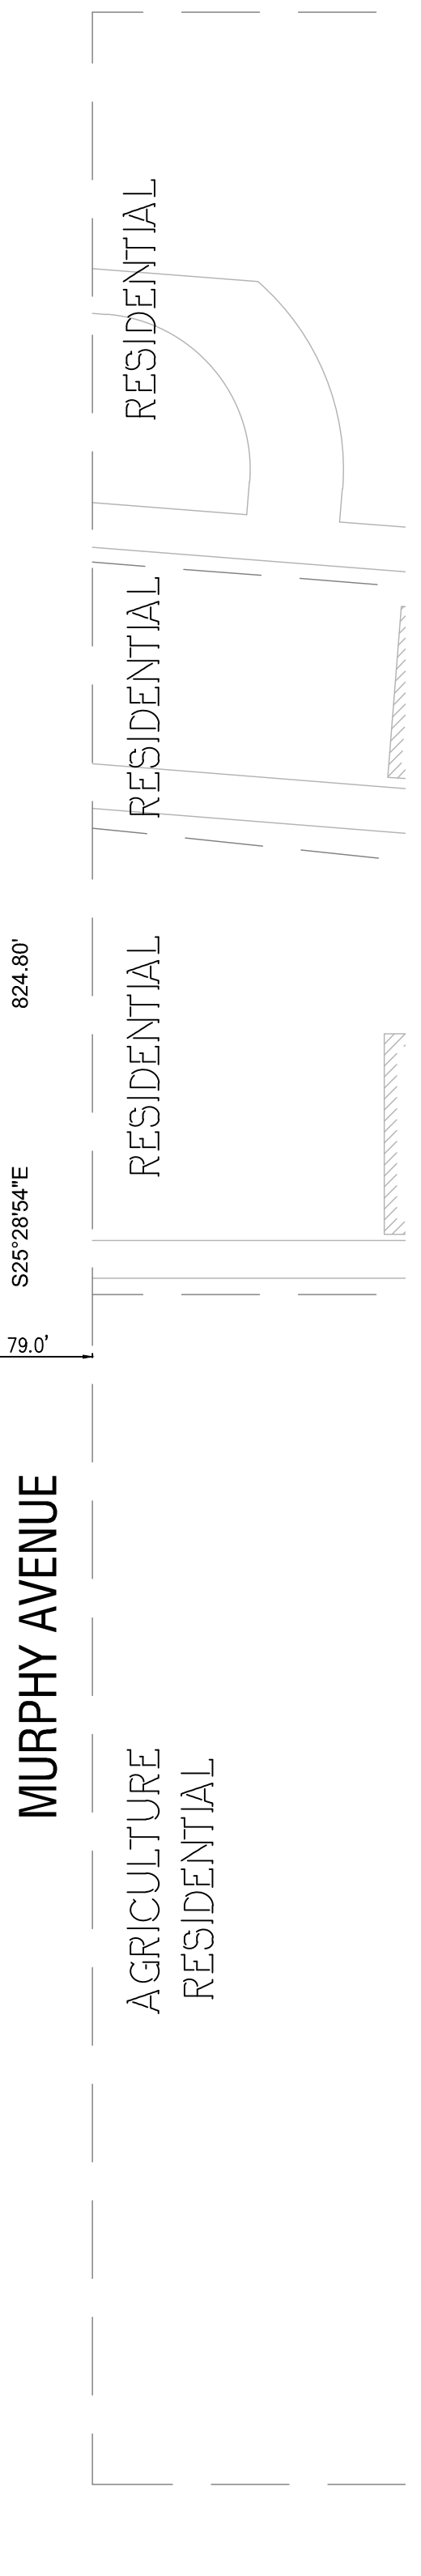 RESIDENTIAL
RESIDENTIAL
824.80'
RESIDENTIAL
S25°28'54"E
79.0'
MURPHY AVENUE
AGRICULTURE
RESIDENTIAL